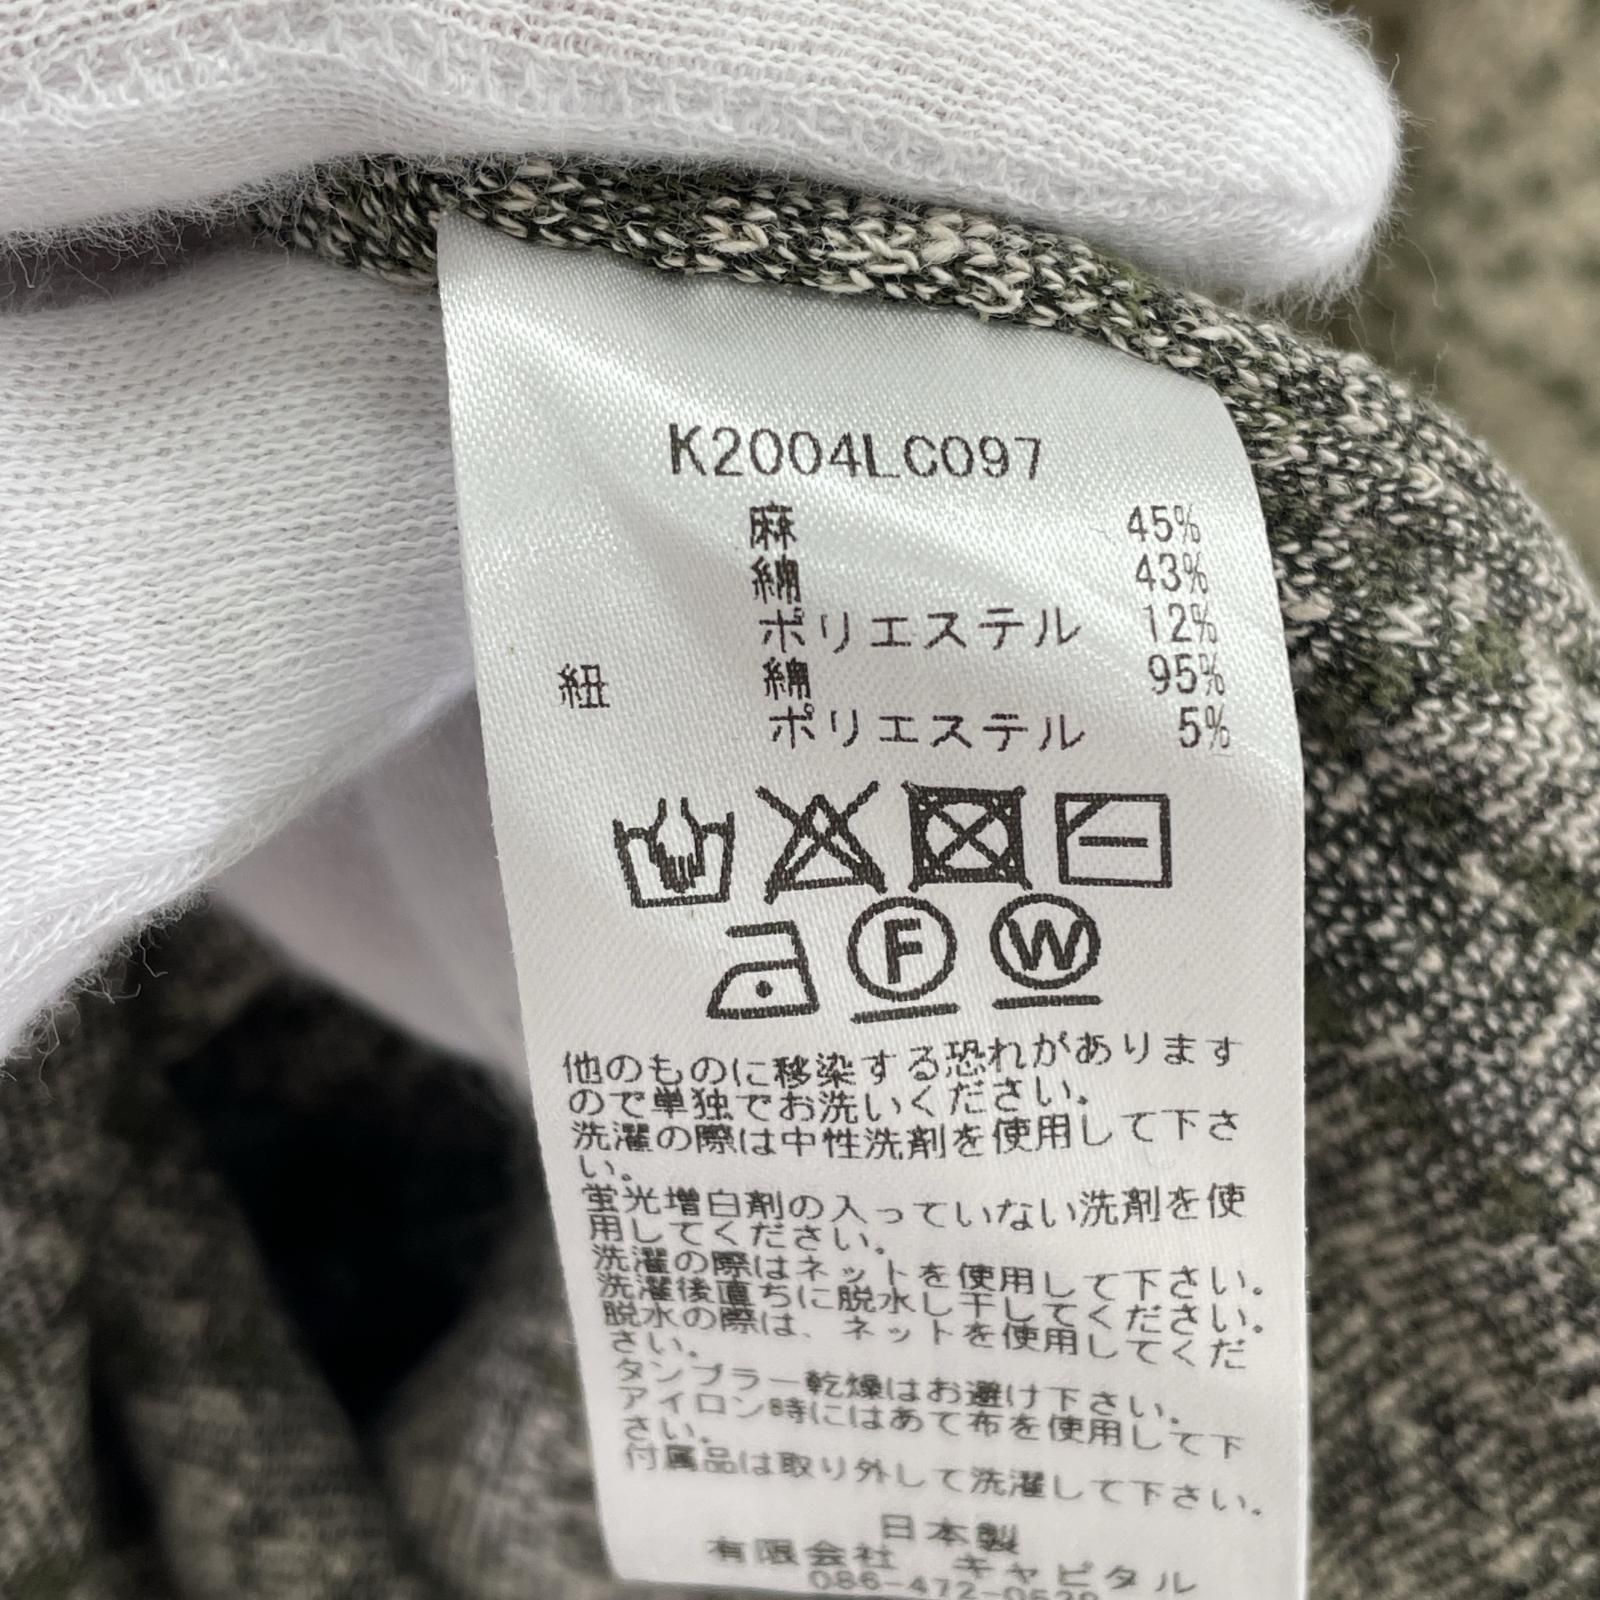 K2004LC097
麻 45%
綿 43%
ポリエステル 12%
紐 綿 95%
ポリエステル 5%
F W
他のものに移染する恐れがあります
ので単独でお洗いください。
洗濯の際は中性洗剤を使用して下さ
い。
蛍光増白剤の入っていない洗剤を使
用してください。
洗濯の際はネットを使用して下さい。
洗濯後直ちに脱水し干してください。
脱水の際は、ネットを使用してくだ
さい。
タンブラー乾燥はお避け下さい。
アイロン時にはあて布を使用して下
さい。
付属品は取り外して洗濯して下さい。
日本製
有限会社 キャピタル